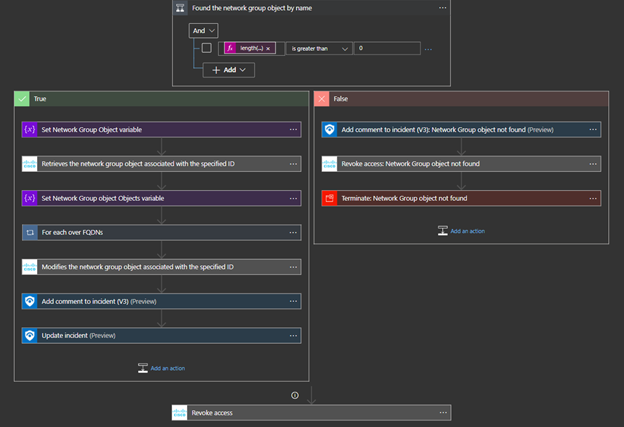 Found the network group object by name
And
length(...) ×
is greater than
0
+ Add
True
Set Network Group Object variable
Retrieves the network group object associated with the specified ID
Set Network Group object Objects variable
For each over FQDNs
Modifies the network group object associated with the specified ID
Add comment to incident (V3) (Preview)
Update incident (Preview)
Add an action
False
Add comment to incident (V3): Network Group object not found (Preview)
Revoke access: Network Group object not found
Terminate: Network Group object not found
Add an action
Revoke access